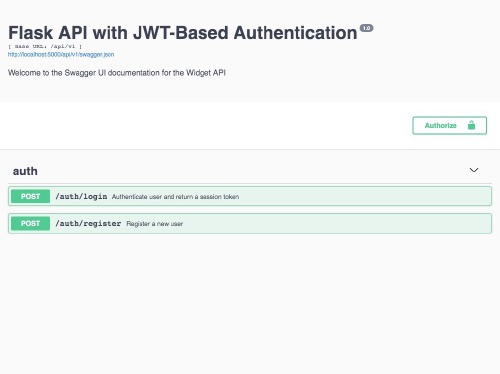 Flask API with JWT-Based Authentication 1.0
[ Base URL: /api/v1 ]
http://localhost:5000/api/v1/swagger.json
Welcome to the Swagger UI documentation for the Widget API
Authorize
auth
POST /auth/login Authenticate user and return a session token
POST /auth/register Register a new user